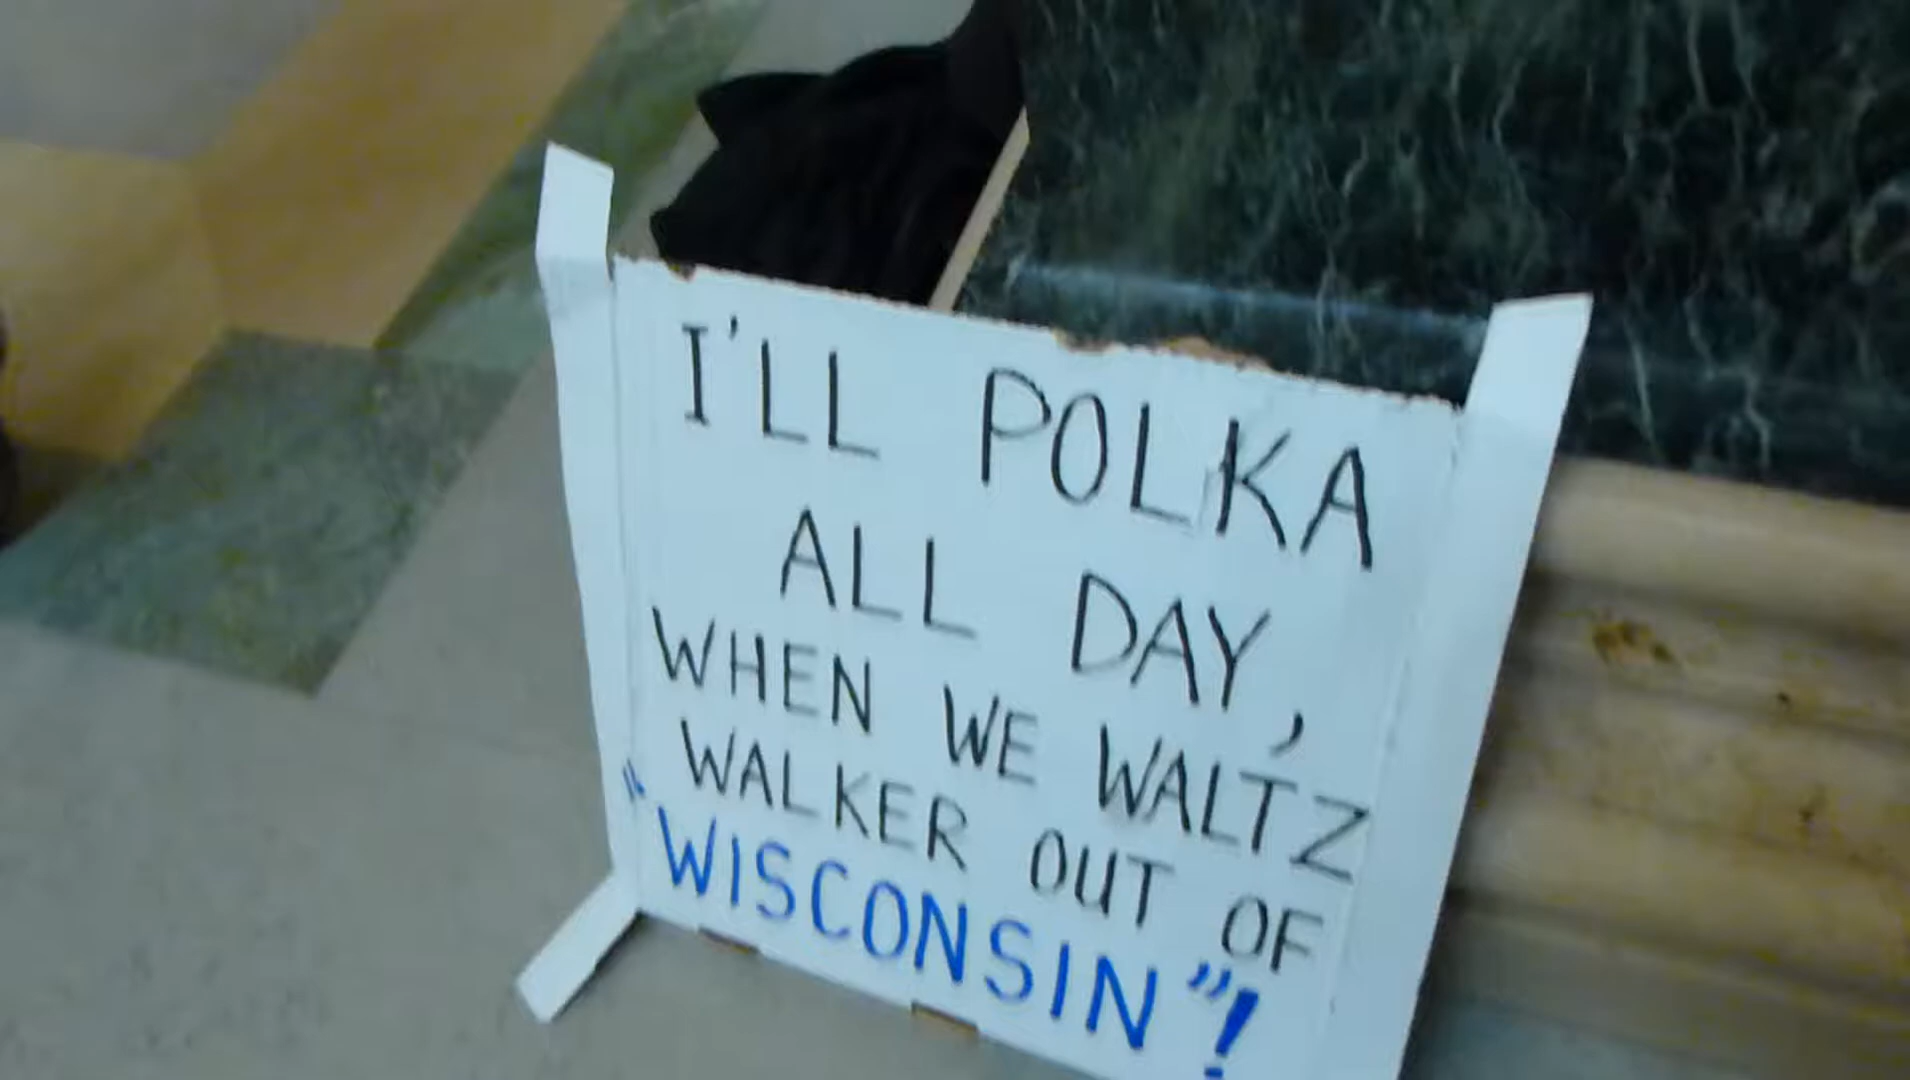 I'LL POLKA
ALL DAY,
WHEN WE WALTZ
WALKER OUT OF
"WISCONSIN"!